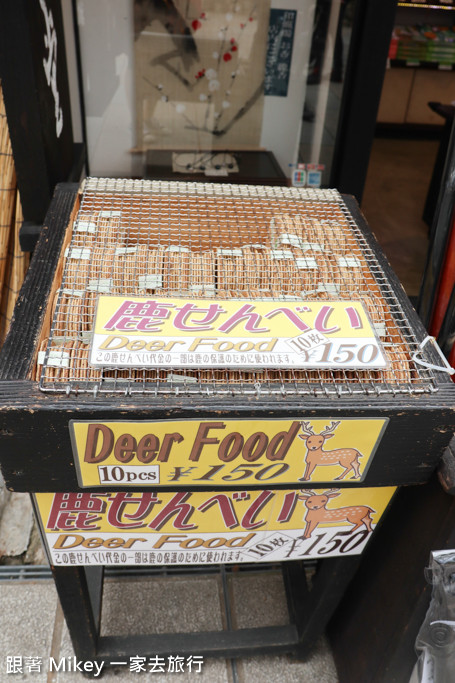 鹿せんべい
Deer Food 10枚 ¥150
この鹿せんべい代金の一部は鹿の保護のために使われます
Deer Food
10pcs ¥150
鹿せんべい
Deer Food 10枚 ¥150
この鹿せんべい代金の一部は鹿の保護のために使われます
跟著 Mikey 一家去旅行